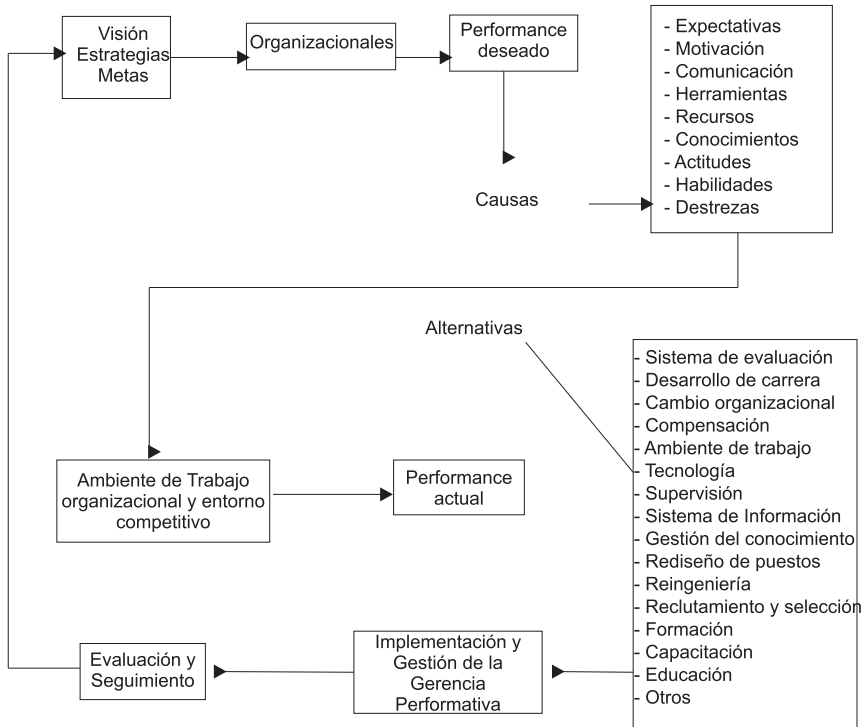 Visión
Estrategias
Metas
Organizacionales
Performance
deseado
- Expectativas
- Motivación
- Comunicación
- Herramientas
- Recursos
- Conocimientos
- Actitudes
- Habilidades
- Destrezas
Causas
Alternativas
- Sistema de evaluación
- Desarrollo de carrera
- Cambio organizacional
- Compensación
- Ambiente de trabajo
- Tecnología
- Supervisión
- Sistema de Información
- Gestión del conocimiento
- Rediseño de puestos
- Reingeniería
- Reclutamiento y selección
- Formación
- Capacitación
- Educación
- Otros
Ambiente de Trabajo
organizacional y entorno
competitivo
Performance
actual
Evaluación y
Seguimiento
Implementación y
Gestión de la
Gerencia
Performativa